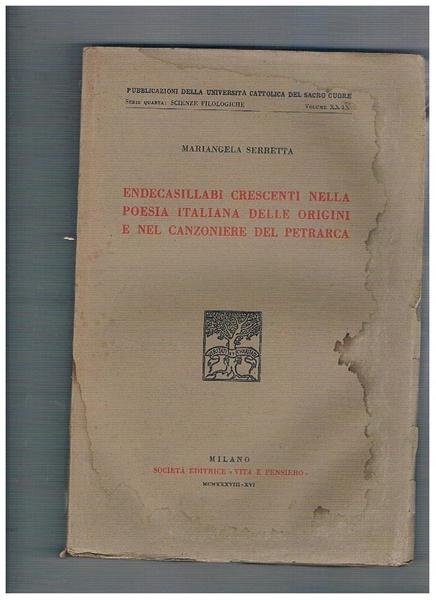 PUBBLICAZIONI DELLA UNIVERSITÀ CATTOLICA DEL SACRO CUORE
SERIE QUARTA: SCIENZE FILOLOGICHE VOLUME
MARIANGELA SERRETTA
ENDECASILLABI CRESCENTI NELLA
POESIA ITALIANA DELLE ORIGINI
E NEL CANZONIERE DEL PETRARCA
MILANO
SOCIETÀ EDITRICE « VITA E PENSIERO »
MCMXXXVIII-XVI